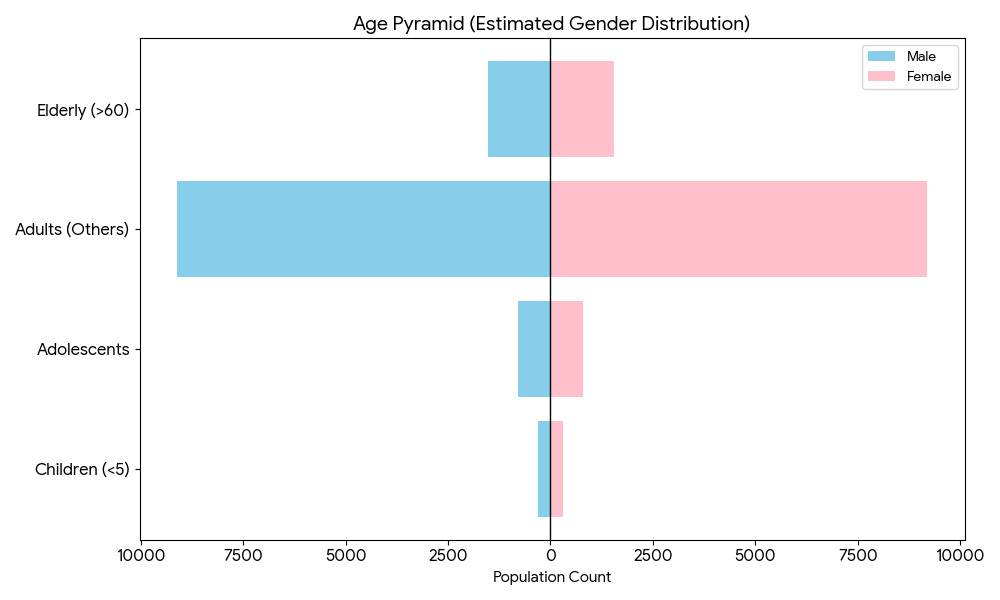 Age Pyramid (Estimated Gender Distribution)
Male
Female
Elderly (>60)
Adults (Others)
Adolescents
Children (<5)
10000 7500 5000 2500 0 2500 5000 7500 10000
Population Count